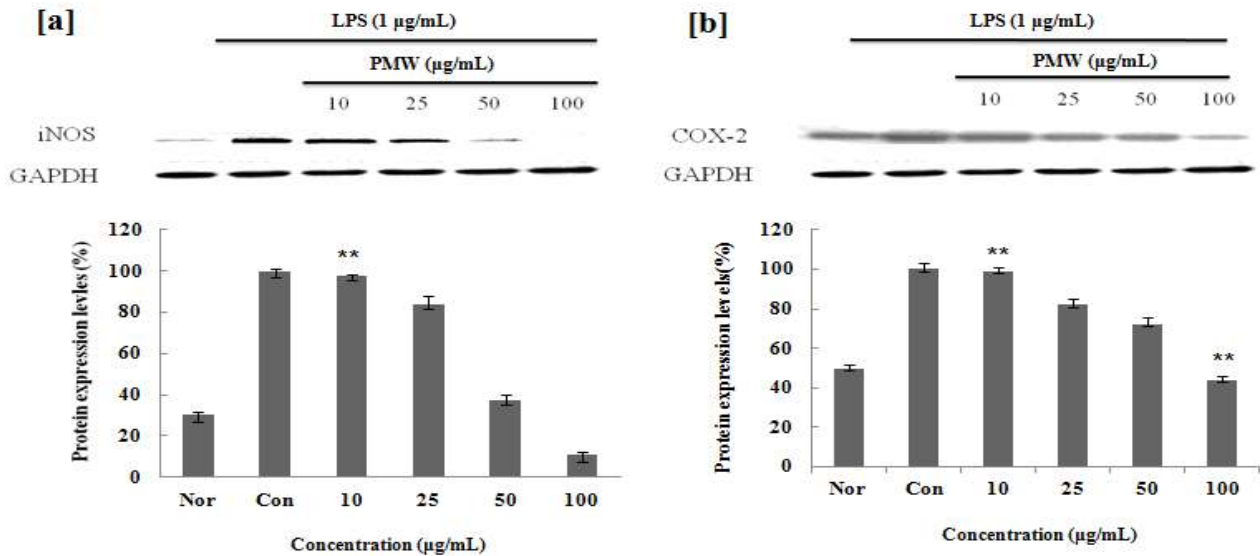 [a]
LPS (1 µg/mL)
PMW (µg/mL)
10 25 50 100
iNOS
GAPDH
Protein expression levles (%)
120
100
80
60
40
20
0
**
Nor Con 10 25 50 100
Concentration (µg/mL)
[b]
LPS (1 µg/mL)
PMW (µg/mL)
10 25 50 100
COX-2
GAPDH
Protein expression levels(%)
120
100
80
60
40
20
0
**
**
Nor Con 10 25 50 100
Concentration (µg/mL)